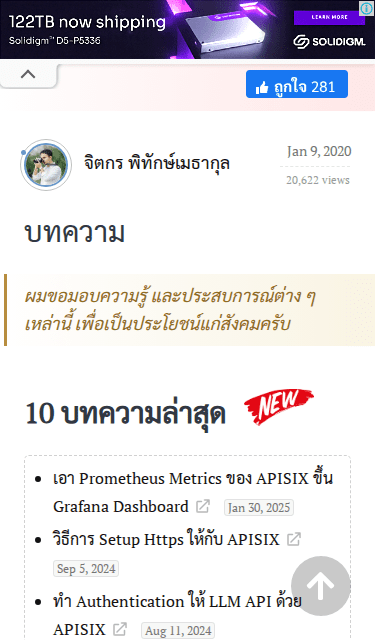 122TB now shipping
Solidigm™ D5-P5336
LEARN MORE
SOLIDIGM.
ถูกใจ 281
จิตกร พิทักษ์เมธากุล
Jan 9, 2020
20,622 views
บทความ
ผมขอมอบความรู้ และประสบการณ์ต่าง ๆ
เหล่านี้ เพื่อเป็นประโยชน์แก่สังคมครับ
10 บทความล่าสุด NEW
เอา Prometheus Metrics ของ APISIX ขึ้น
Grafana Dashboard Jan 30, 2025
วิธีการ Setup Https ให้กับ APISIX
Sep 5, 2024
ทำ Authentication ให้ LLM API ด้วย
APISIX Aug 11, 2024